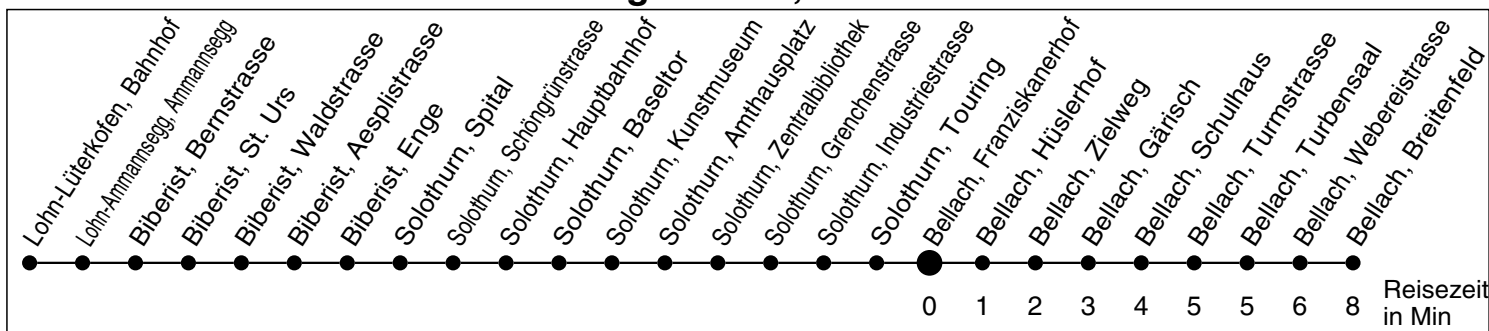 Lohn-Lüterkofen, Bahnhof
Lohn-Ammannsegg, Ammannsegg
Biberist, Bernstrasse
Biberist, St. Urs
Biberist, Waldstrasse
Biberist, Aesplistrasse
Biberist, Enge
Solothurn, Spital
Solothurn, Schöngrünstrasse
Solothurn, Hauptbahnhof
Solothurn, Baseltor
Solothurn, Kunstmuseum
Solothurn, Amthausplatz
Solothurn, Zentralbibliothek
Solothurn, Grenchenstrasse
Solothurn, Industriestrasse
Solothurn, Touring
Bellach, Franziskanerhof
Bellach, Hüslerhof
Bellach, Zielweg
Bellach, Gärisch
Bellach, Schulhaus
Bellach, Turmstrasse
Bellach, Turbensaal
Bellach, Webereistrasse
Bellach, Breitenfeld
0 1 2 3 4 5 5 6 8
Reisezeit
in Min